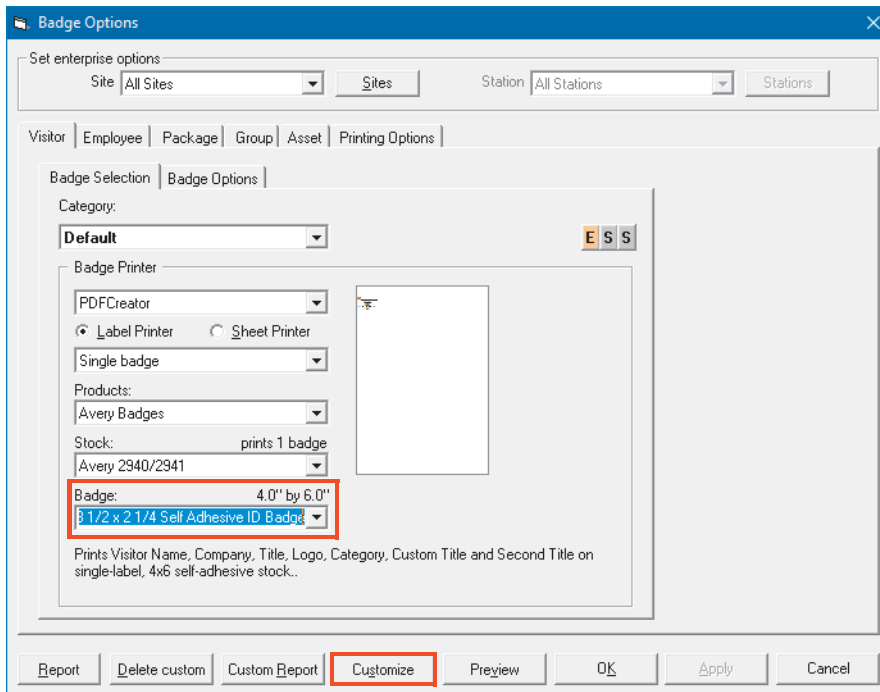 Badge Options
Set enterprise options
Site All Sites Sites Station All Stations Stations
Visitor Employee Package Group Asset Printing Options
Badge Selection Badge Options
Category:
Default E S S
Badge Printer
PDFCreator
Label Printer Sheet Printer
Single badge
Products:
Avery Badges
Stock: prints 1 badge
Avery 2940/2941
Badge: 4.0" by 6.0"
3 1/2 x 2 1/4 Self Adhesive ID Badge
Prints Visitor Name, Company, Title, Logo, Category, Custom Title and Second Title on
single-label, 4x6 self-adhesive stock..
Report Delete custom Custom Report Customize Preview OK Apply Cancel